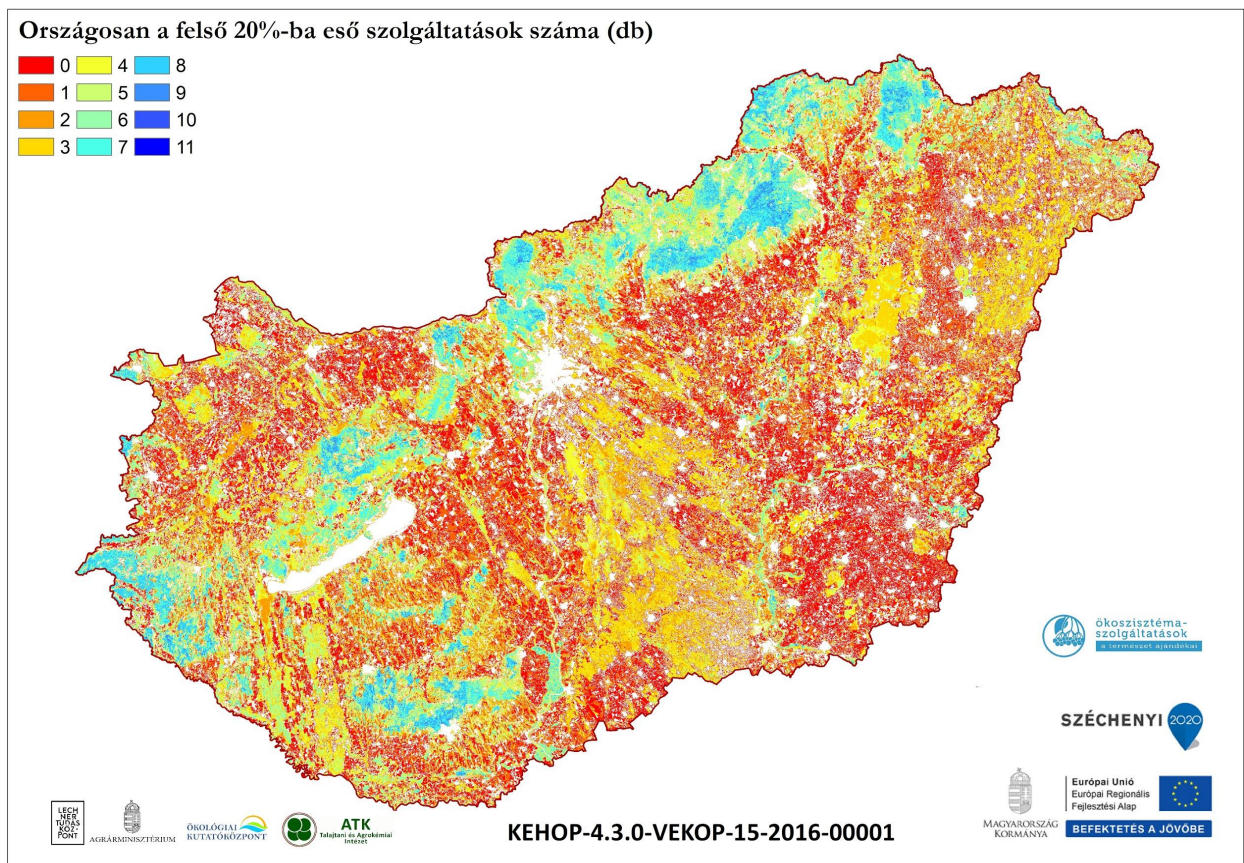 Országosan a felső 20%-ba eső szolgáltatások száma (db)
0 4 8
1 5 9
2 6 10
3 7 11
ökoszisztéma-
szolgáltatások
a természet ajándékai
SZÉCHENYI 2020
LECH
NER
TUDÁS
KÖZ-
PONT
AGRÁRMINISZTÉRIUM
ÖKOLÓGIAI
KUTATÓKÖZPONT
ATK
Talajtani és Agrokémiai
Intézet
KEHOP-4.3.0-VEKOP-15-2016-00001
MAGYARORSZÁG
KORMÁNYA
Európai Unió
Európai Regionális
Fejlesztési Alap
BEFEKTETÉS A JÖVŐBE